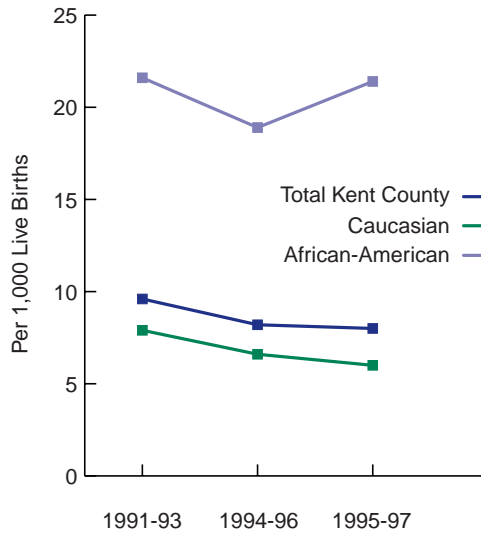 25
20
15
10
5
0
Per 1,000 Live Births
Total Kent County
Caucasian
African-American
1991-93 1994-96 1995-97